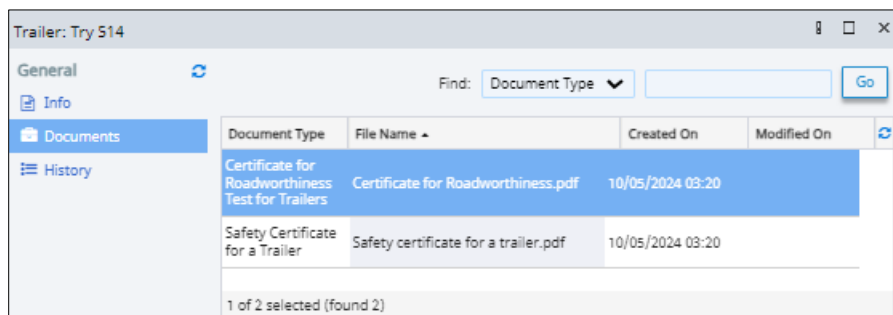 Trailer: Try 514
General
Info
Documents
History
Find: Document Type Go
Document Type File Name Created On Modified On
Certificate for
Roadworthiness
Test for Trailers
Certificate for Roadworthiness.pdf 10/05/2024 03:20
Safety Certificate
for a Trailer
Safety certificate for a trailer.pdf 10/05/2024 03:20
1 of 2 selected (found 2)